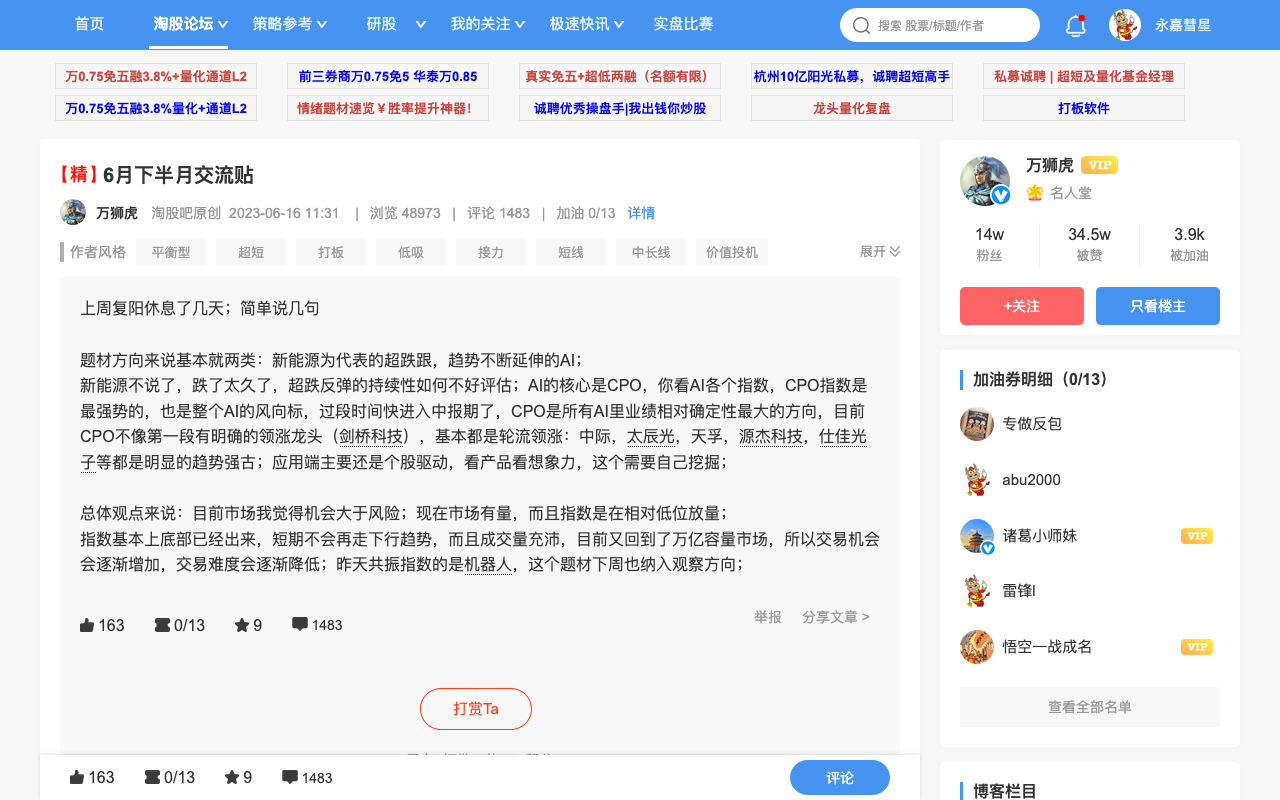 首页 淘股论坛 策略参考 研股 我的关注 极速快讯 实盘比赛 搜索 股票/标题/作者 永嘉彗星
万0.75免五融3.8%+量化通道L2 前三券商万0.75免5 华泰万0.85 真实免五+超低两融（名额有限） 杭州10亿阳光私募，诚聘超短高手 私募诚聘 | 超短及量化基金经理
万0.75免五融3.8%量化+通道L2 情绪题材速览￥胜率提升神器！ 诚聘优秀操盘手|我出钱你炒股 龙头量化复盘 打板软件
【精】6月下半月交流贴
万狮虎 淘股吧原创 2023-06-16 11:31 | 浏览 48973 | 评论 1483 | 加油 0/13 详情
作者风格 平衡型 超短 打板 低吸 接力 短线 中长线 价值投机 展开
上周复阳休息了几天；简单说几句
题材方向来说基本就两类：新能源为代表的超跌跟，趋势不断延伸的AI；
新能源不说了，跌了太久了，超跌反弹的持续性如何不好评估；AI的核心是CPO，你看AI各个指数，CPO指数是
最强势的，也是整个AI的风向标，过段时间快进入中报期了，CPO是所有AI里业绩相对确定性最大的方向，目前
CPO不像第一段有明确的领涨龙头（剑桥科技），基本都是轮流领涨：中际，太辰光，天孚，源杰科技，仕佳光
子等都是明显的趋势强古；应用端主要还是个股驱动，看产品看想象力，这个需要自己挖掘；
总体观点来说：目前市场我觉得机会大于风险；现在市场有量，而且指数是在相对低位放量；
指数基本上底部已经出来，短期不会再走下行趋势，而且成交量充沛，目前又回到了万亿容量市场，所以交易机会
会逐渐增加，交易难度会逐渐降低；昨天共振指数的是机器人，这个题材下周也纳入观察方向；
163 0/13 9 1483 举报 分享文章 >
打赏Ta
163 0/13 9 1483 评论
万狮虎 VIP
名人堂
14w 34.5w 3.9k
粉丝 被赞 被加油
+关注 只看楼主
加油券明细（0/13）
专做反包
abu2000
诸葛小师妹 VIP
雷锋l
悟空一战成名 VIP
查看全部名单
博客栏目